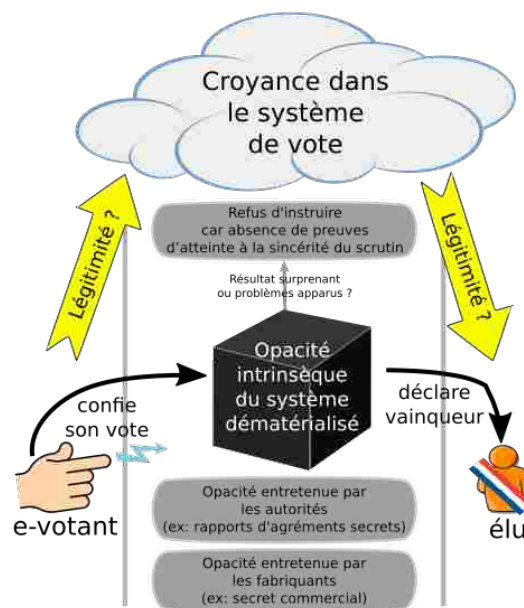 Croyance dans
le système
de vote
Légitimité ?
Légitimité ?
Refus d'instruire
car absence de preuves
d'atteinte à la sincérité du scrutin
Résultat surprenant
ou problèmes apparus ?
Opacité
intrinsèque
du système
dématérialisé
confie
son vote
déclare
vainqueur
e-votant
élu
Opacité entretenue par
les autorités
(ex: rapports d'agréments secrets)
Opacité entretenue par
les fabriquants
(ex: secret commercial)